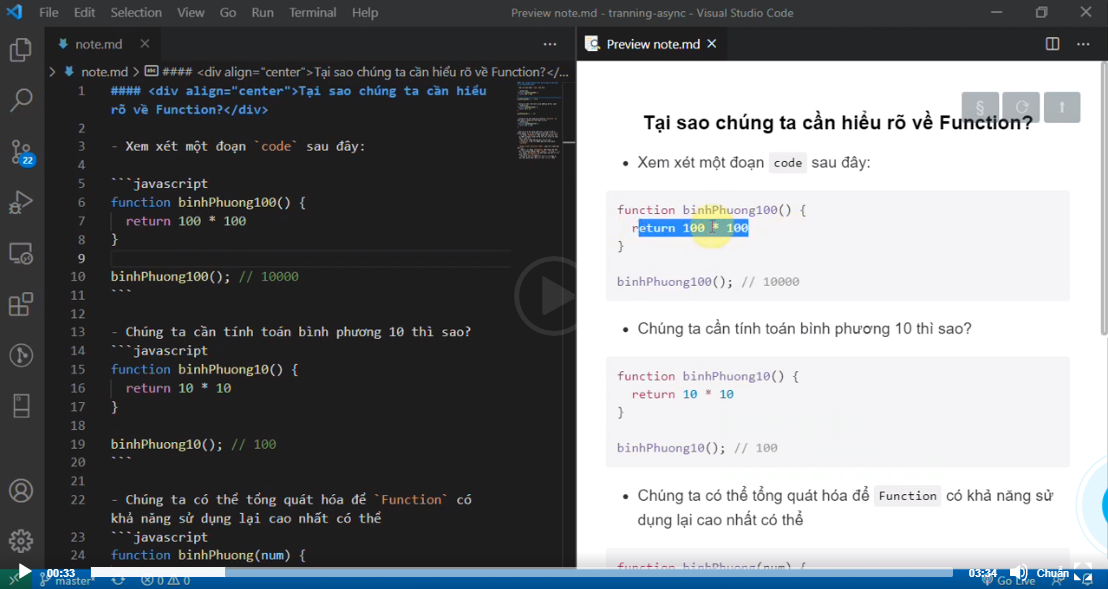 File Edit Selection View Go Run Terminal Help Preview note.md - tranning-async - Visual Studio Code
note.md
note.md > #### <div align="center">Tại sao chúng ta cần hiểu rõ về Function?</...
1 #### <div align="center">Tại sao chúng ta cần hiểu
rõ về Function?</div>
2
3 - Xem xét một đoạn `code` sau đây:
4
5 ```javascript
6 function binhPhuong100() {
7 return 100 * 100
8 }
9
10 binhPhuong100(); // 10000
11 ```
12
13 - Chúng ta cần tính toán bình phương 10 thì sao?
14 ```javascript
15 function binhPhuong10() {
16 return 10 * 10
17 }
18
19 binhPhuong10(); // 100
20 ```
21
22 - Chúng ta có thể tổng quát hóa để `Function` có
khả năng sử dụng lại cao nhất có thể
23 ```javascript
24 function binhPhuong(num) {
22
Preview note.md
Tại sao chúng ta cần hiểu rõ về Function?
• Xem xét một đoạn code sau đây:
function binhPhuong100() {
return 100 * 100
}
binhPhuong100(); // 10000
• Chúng ta cần tính toán bình phương 10 thì sao?
function binhPhuong10() {
return 10 * 10
}
binhPhuong10(); // 100
• Chúng ta có thể tổng quát hóa để Function có khả năng sử
dụng lại cao nhất có thể
function binhPhuong(num) {
00:33 03:34 Chuẩn
master* 0 0 Go Live